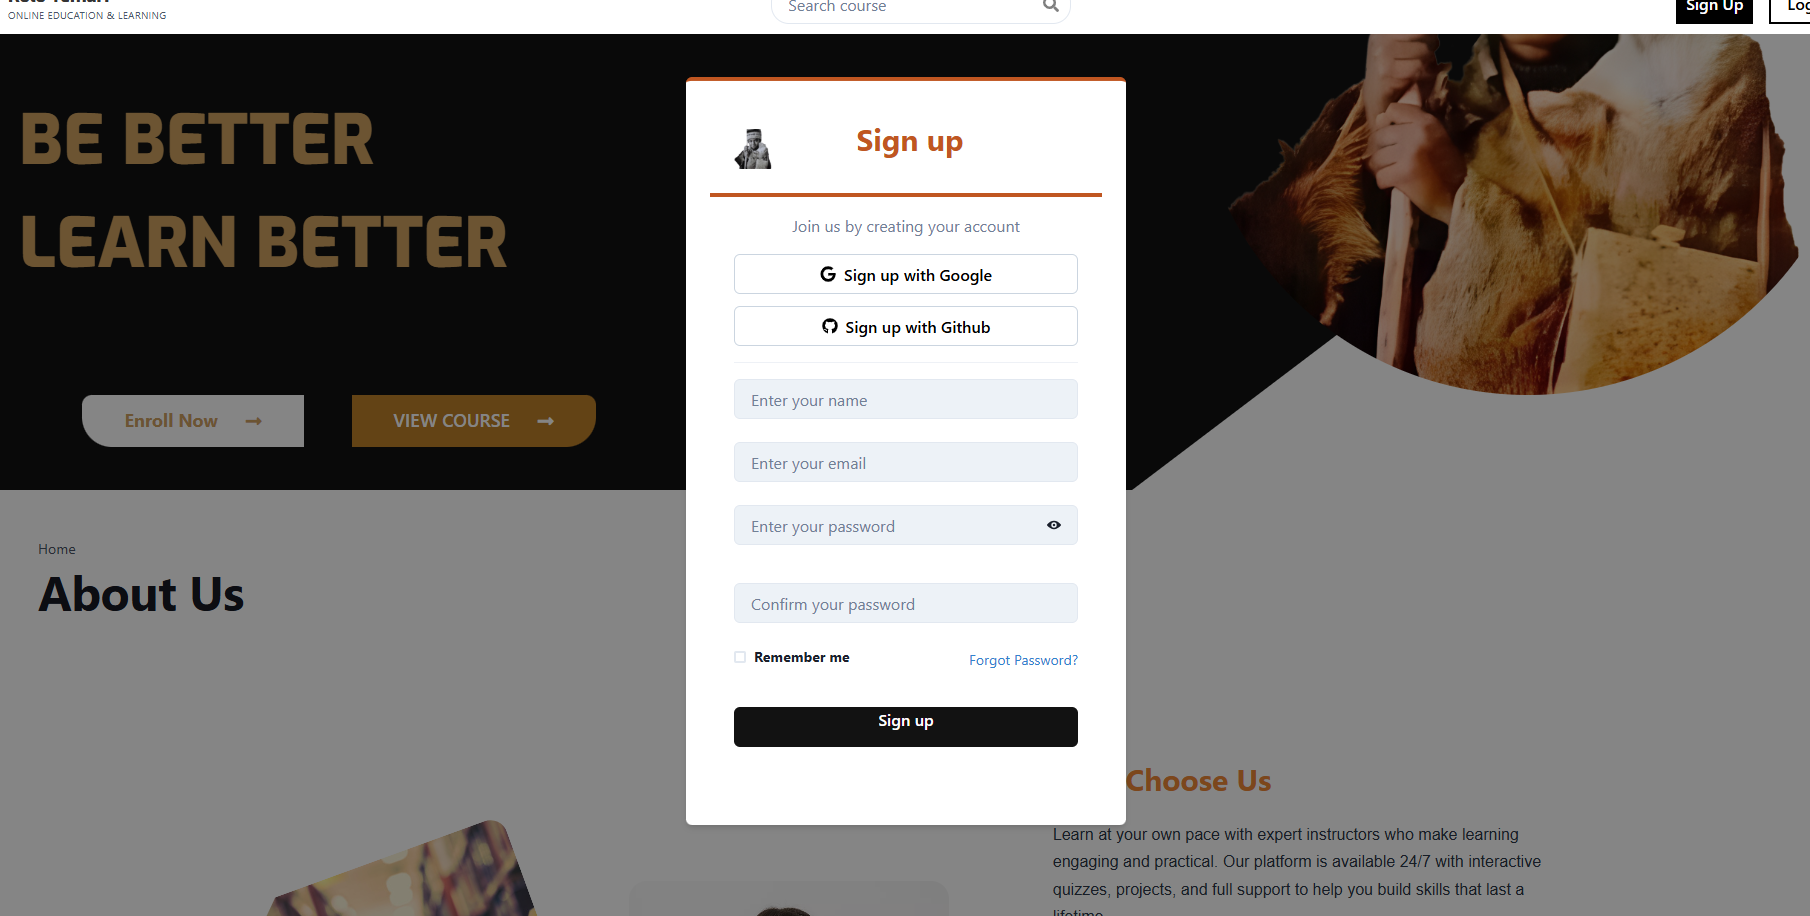 ONLINE EDUCATION & LEARNING
Search course
Sign Up
BE BETTER
LEARN BETTER
Enroll Now
VIEW COURSE
Sign up
Join us by creating your account
Sign up with Google
Sign up with Github
Enter your name
Enter your email
Enter your password
Confirm your password
Remember me
Forgot Password?
Sign up
Home
About Us
Choose Us
Learn at your own pace with expert instructors who make learning
engaging and practical. Our platform is available 24/7 with interactive
quizzes, projects, and full support to help you build skills that last a
lifetime